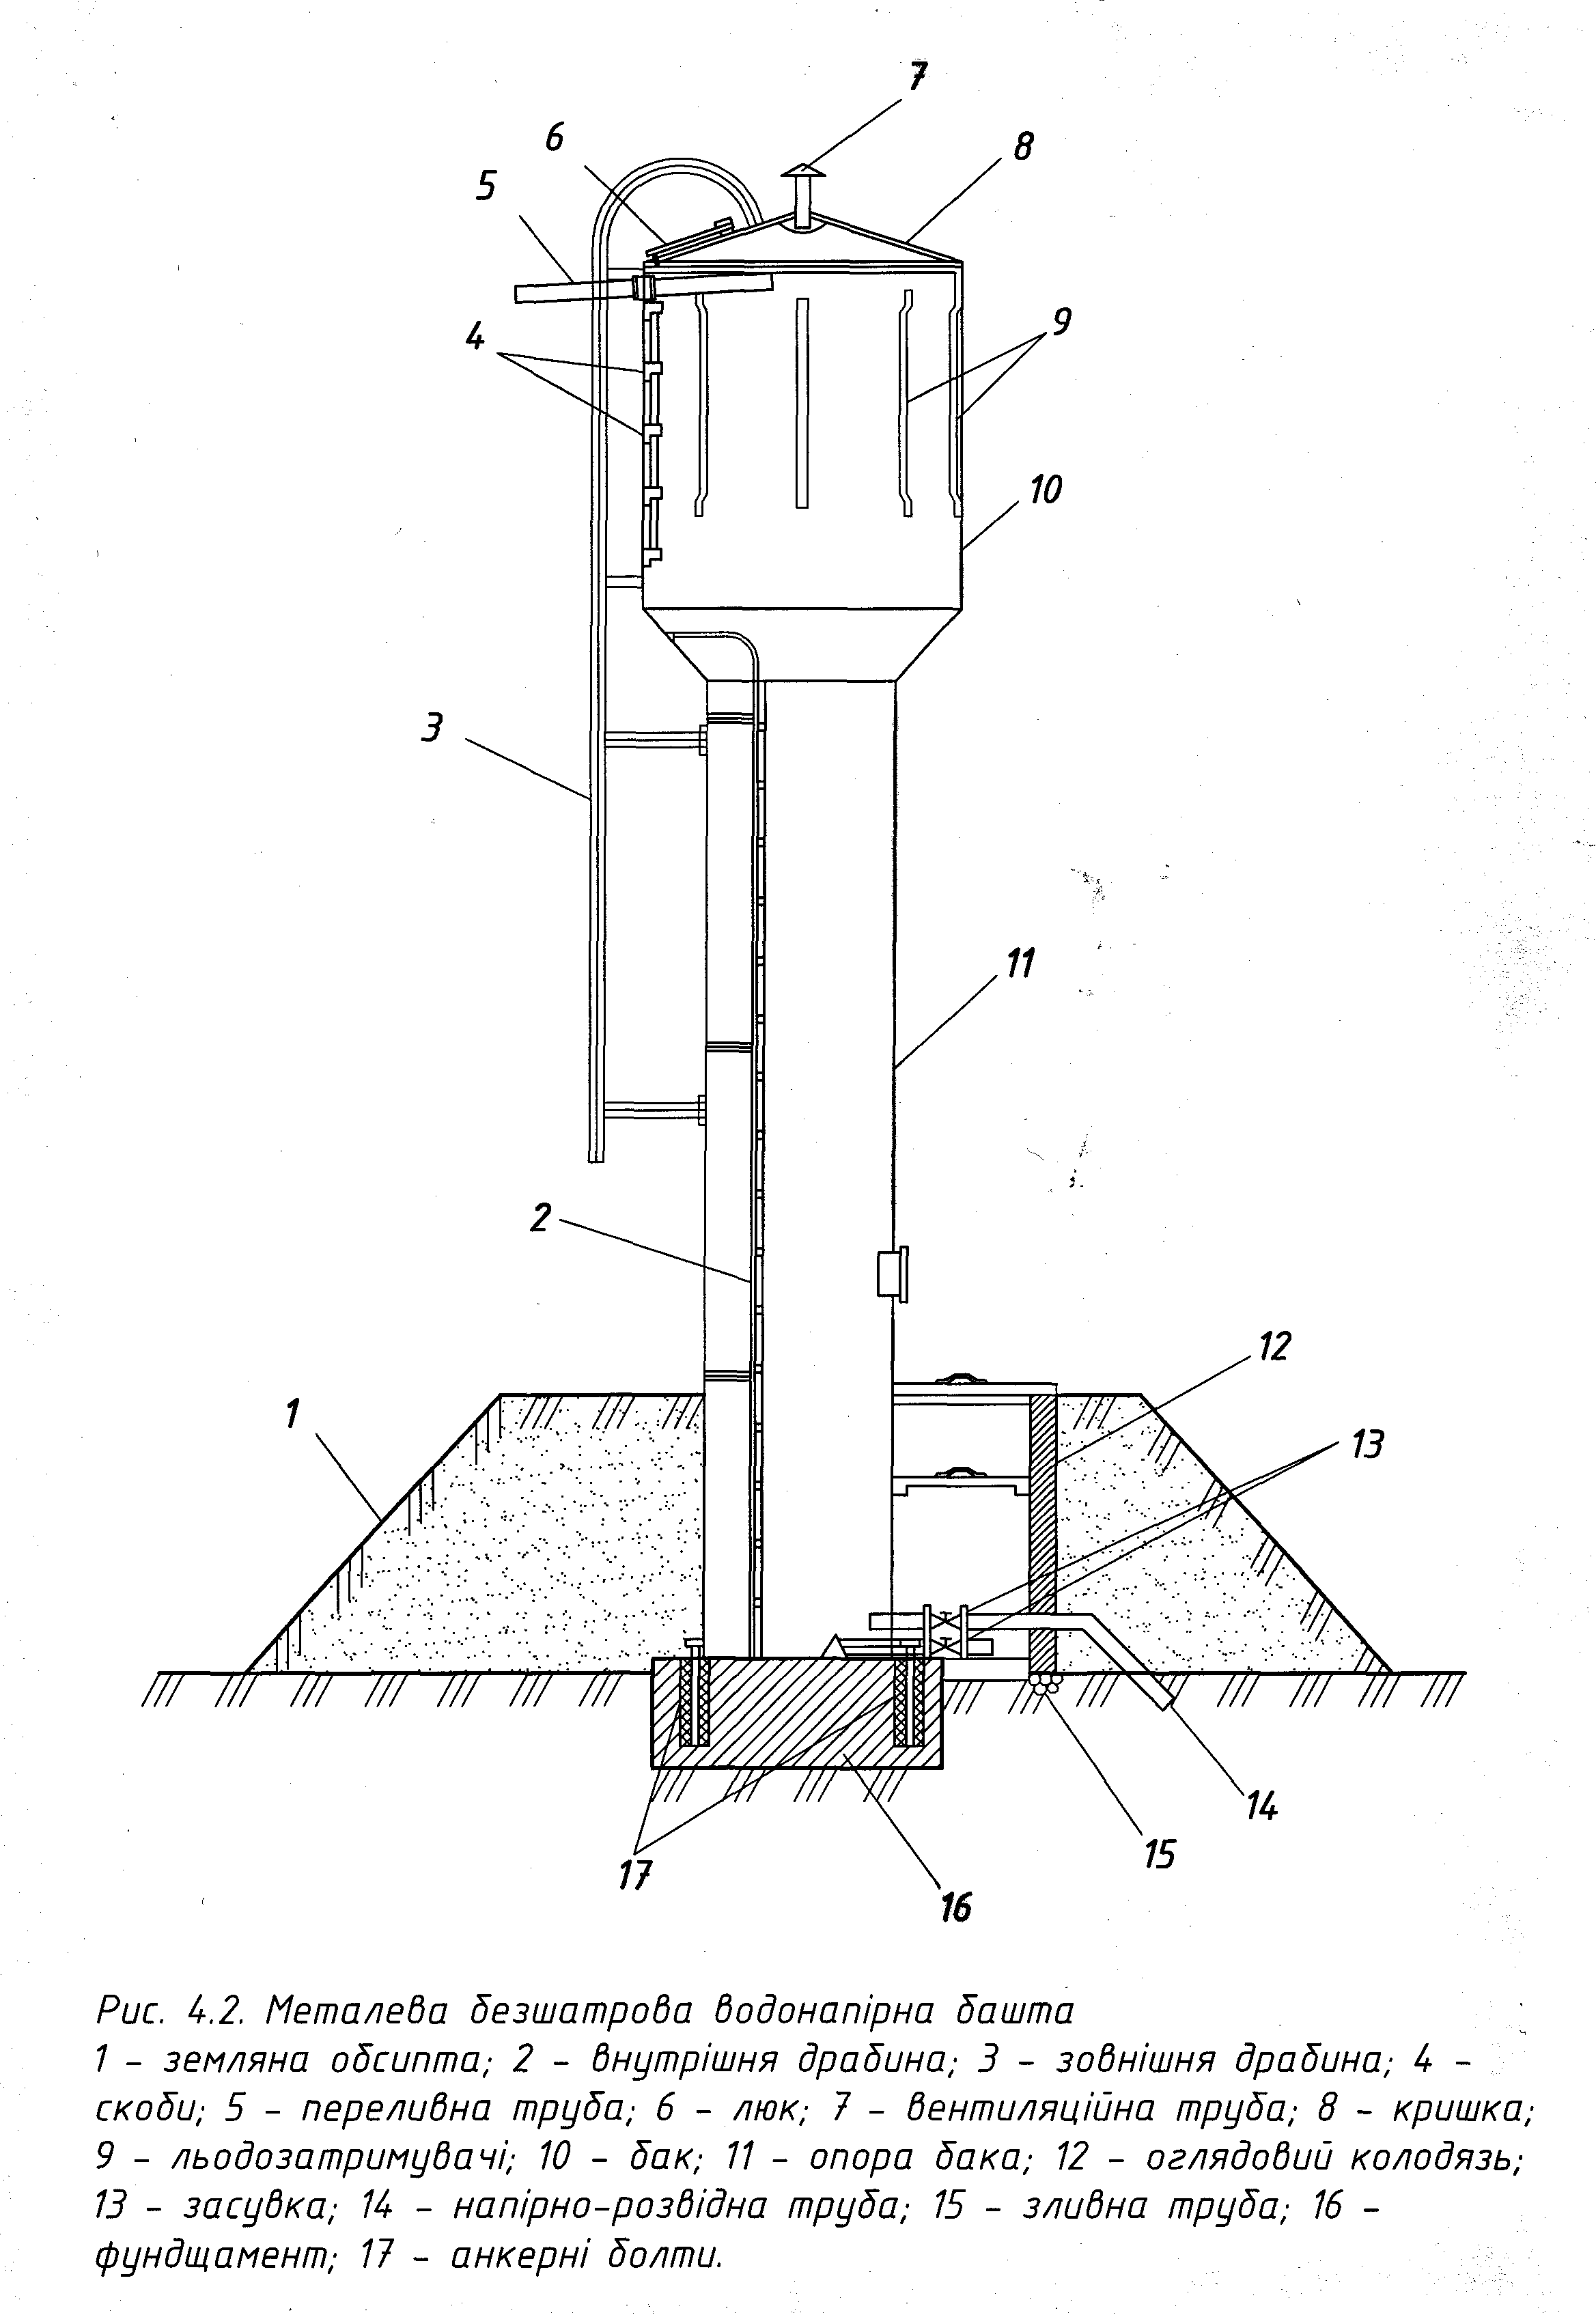 7
6
8
5
4
9
10
3
11
2
12
1
13
14
15
17
16
Рис. 4.2. Металева безшатрова водонапірна башта
1 - земляна обсипта; 2 - внутрішня драбина; 3 - зовнішня драбина; 4 -
скоби; 5 - переливна труба; 6 - люк; 7 - вентиляційна труба; 8 - кришка;
9 - льодозатримувачі; 10 - бак; 11 - опора бака; 12 - оглядовий колодязь;
13 - засувка; 14 - напірно-розвідна труба; 15 - зливна труба; 16 -
фундщамент; 17 - анкерні болти.